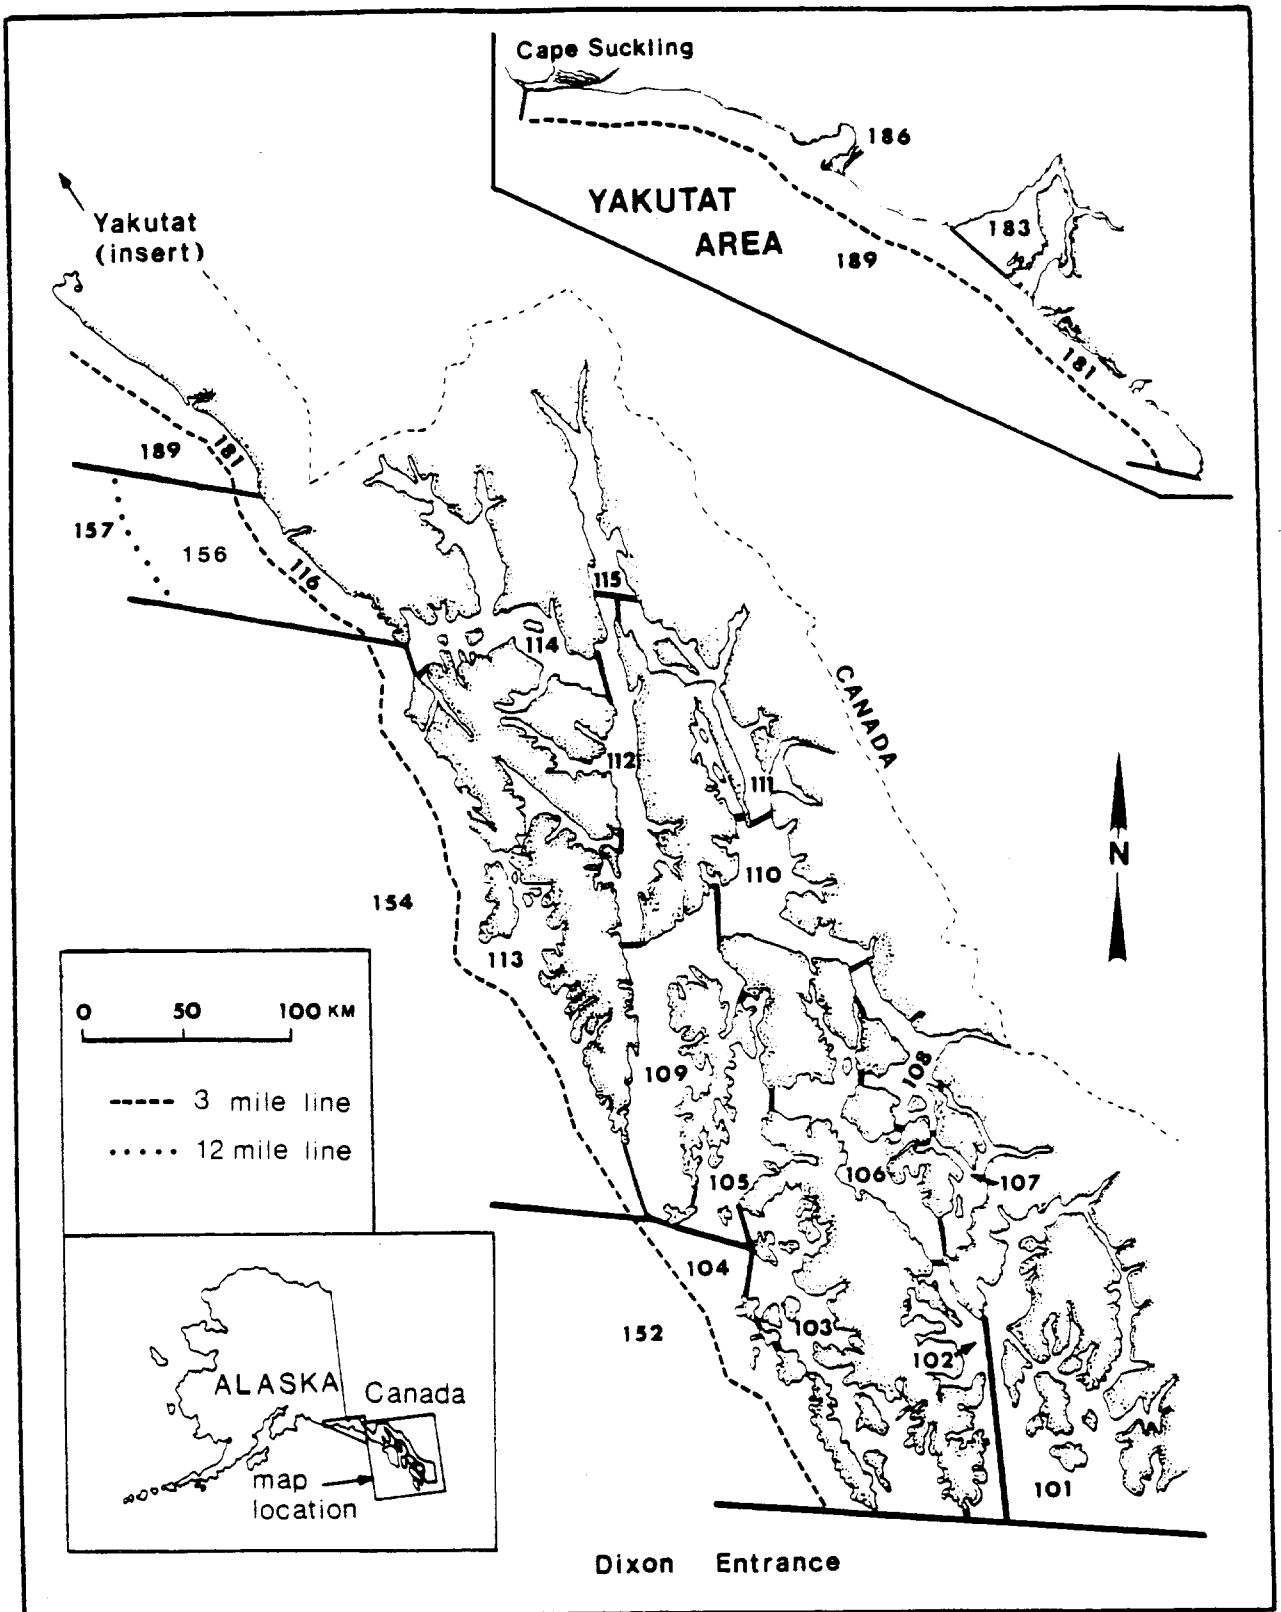 Cape Suckling
186
YAKUTAT
AREA
183
189
181
Yakutat
(insert)
189
181
157
156
116
115
114
CANADA
112
111
110
N
154
113
0 50 100 KM
109
108
3 mile line
12 mile line
105
106
107
104
152
103
102
ALASKA
Canada
map
location
101
Dixon Entrance